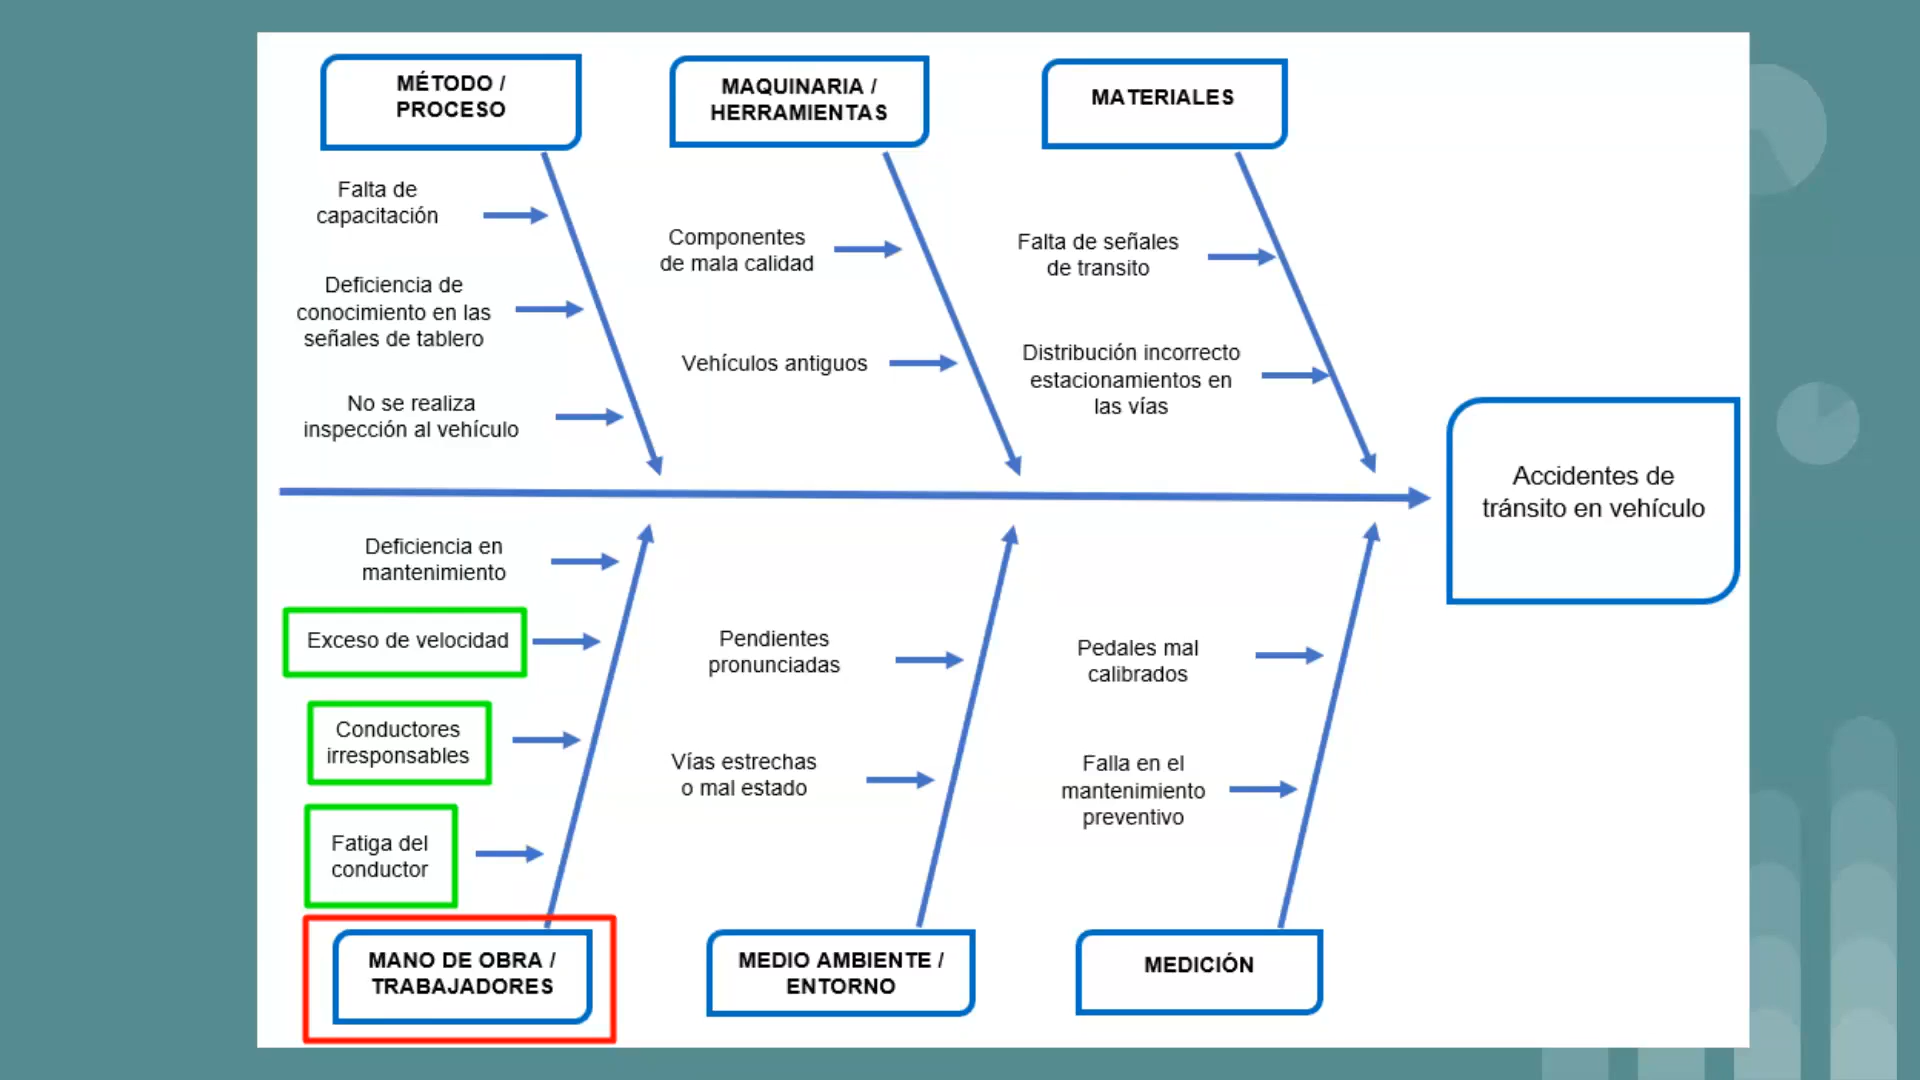 MÉTODO /
PROCESO
MAQUINARIA /
HERRAMIENTAS
MATERIALES
Falta de
capacitación
Deficiencia de
conocimiento en las
señales de tablero
No se realiza
inspección al vehículo
Componentes
de mala calidad
Vehículos antiguos
Falta de señales
de transito
Distribución incorrecto
estacionamientos en
las vías
Accidentes de
tránsito en vehículo
Deficiencia en
mantenimiento
Exceso de velocidad
Conductores
irresponsables
Fatiga del
conductor
Pendientes
pronunciadas
Vías estrechas
o mal estado
Pedales mal
calibrados
Falla en el
mantenimiento
preventivo
MANO DE OBRA /
TRABAJADORES
MEDIO AMBIENTE /
ENTORNO
MEDICIÓN